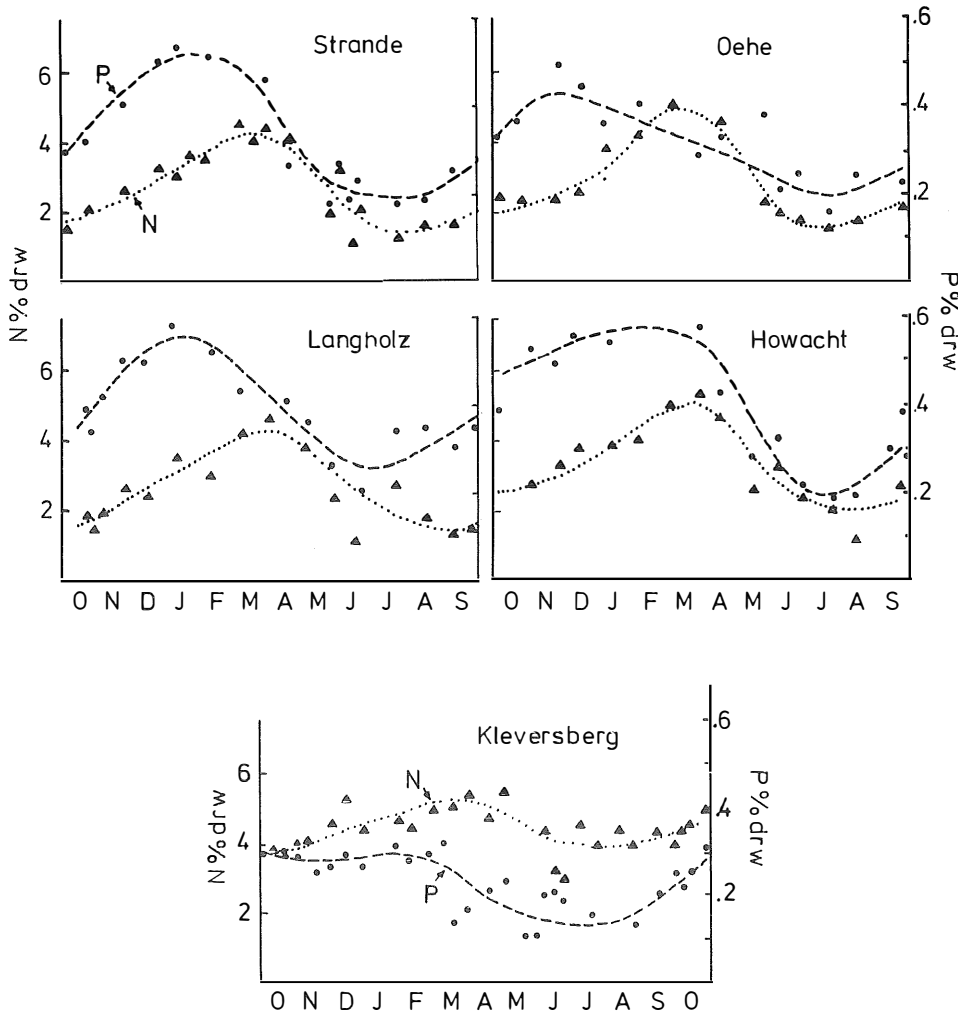 Strande
Oehe
.6
6
P
.4
4
.2
2
N
N % drw
P % drw
Langholz
Howacht
.6
6
.4
4
.2
2
O N D J F M A M J J A S
O N D J F M A M J J A S
Kleversberg
.6
6
N
N % drw
P % drw
.4
4
P
.2
2
O N D J F M A M J J A S O